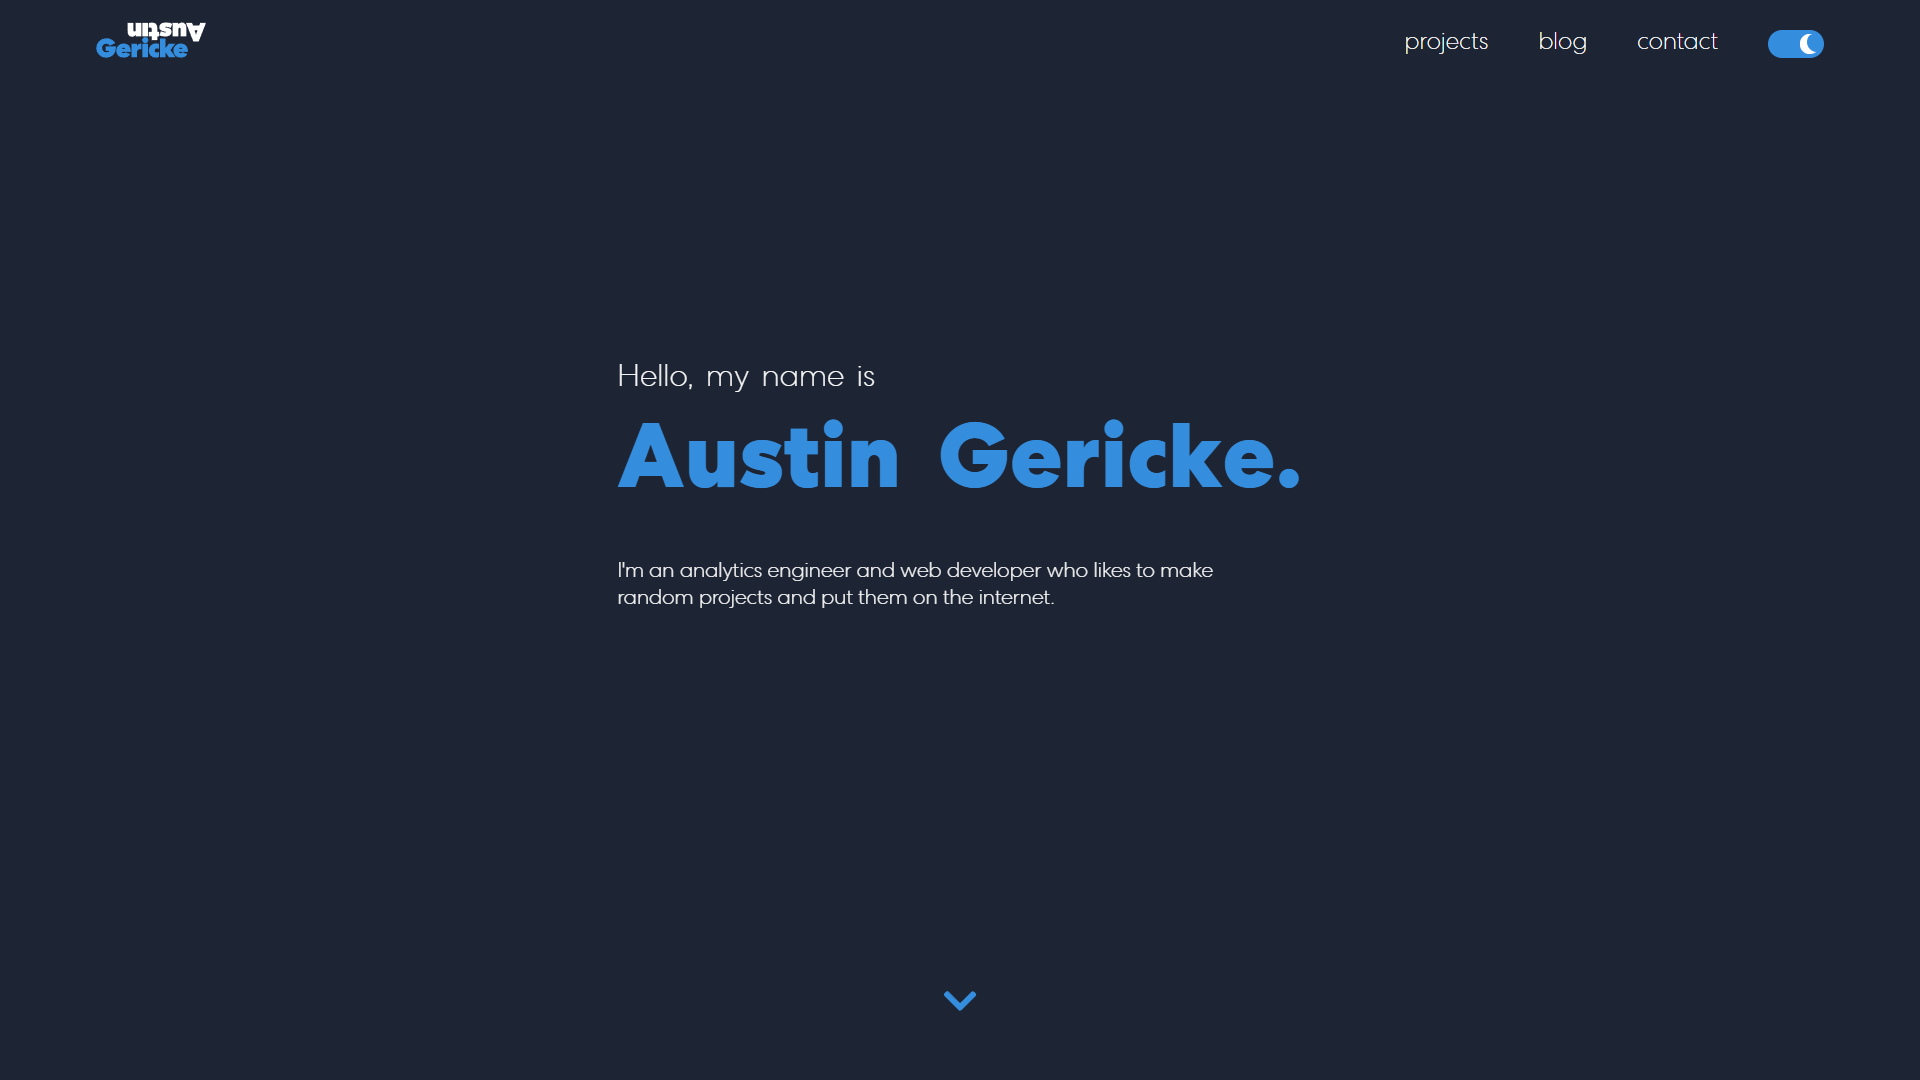 Austin
Gericke
projects
blog
contact
Hello, my name is
Austin Gericke.
I'm an analytics engineer and web developer who likes to make
random projects and put them on the internet.